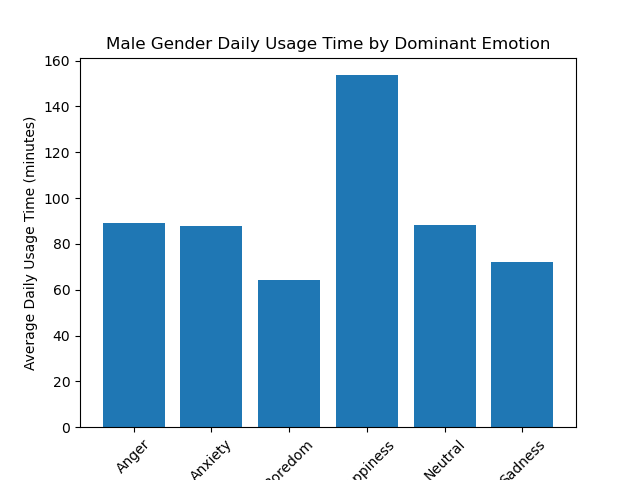 Male Gender Daily Usage Time by Dominant Emotion
Average Daily Usage Time (minutes)
160
140
120
100
80
60
40
20
0
Anger
Anxiety
Neutral